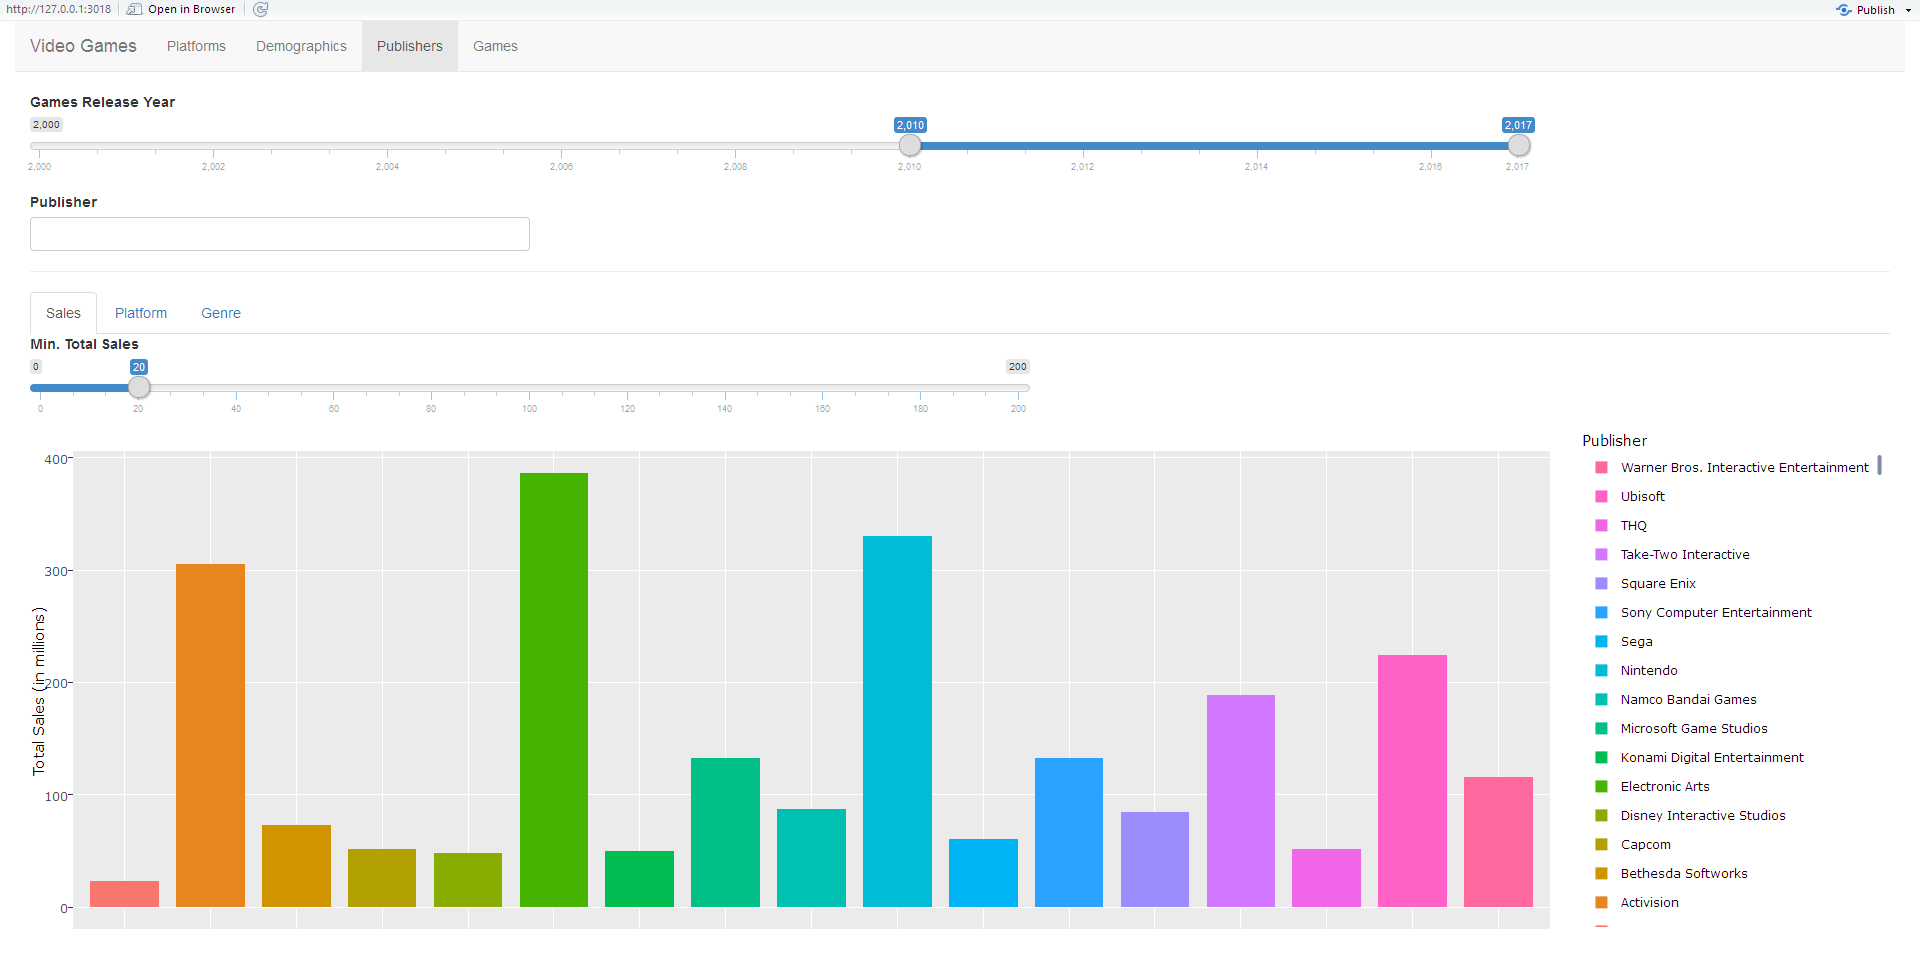 http://127.0.0.1:3018 Open in Browser Publish
Video Games Platforms Demographics Publishers Games
Games Release Year
2,000 2,010 2,017
2,000 2,002 2,004 2,006 2,008 2,010 2,012 2,014 2,016 2,017
Publisher
Sales Platform Genre
Min. Total Sales
0 20 200
0 20 40 60 80 100 120 140 160 180 200
Total Sales (in millions)
400
300
200
100
0
Publisher
Warner Bros. Interactive Entertainment
Ubisoft
THQ
Take-Two Interactive
Square Enix
Sony Computer Entertainment
Sega
Nintendo
Namco Bandai Games
Microsoft Game Studios
Konami Digital Entertainment
Electronic Arts
Disney Interactive Studios
Capcom
Bethesda Softworks
Activision